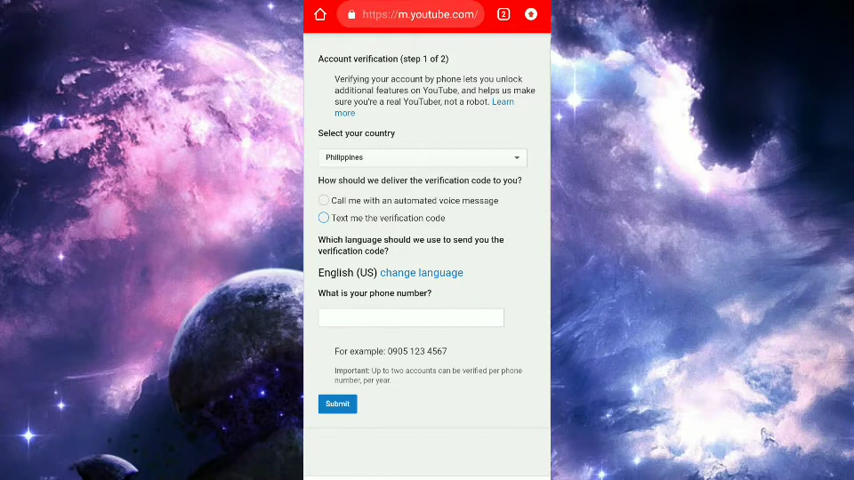 https://m.youtube.com/
2
Account verification (step 1 of 2)
Verifying your account by phone lets you unlock
additional features on YouTube, and helps us make
sure you're a real YouTuber, not a robot. Learn
more
Select your country
Philippines
How should we deliver the verification code to you?
Call me with an automated voice message
Text me the verification code
Which language should we use to send you the
verification code?
English (US) change language
What is your phone number?
For example: 0905 123 4567
Important: Up to two accounts can be verified per phone
number, per year.
Submit